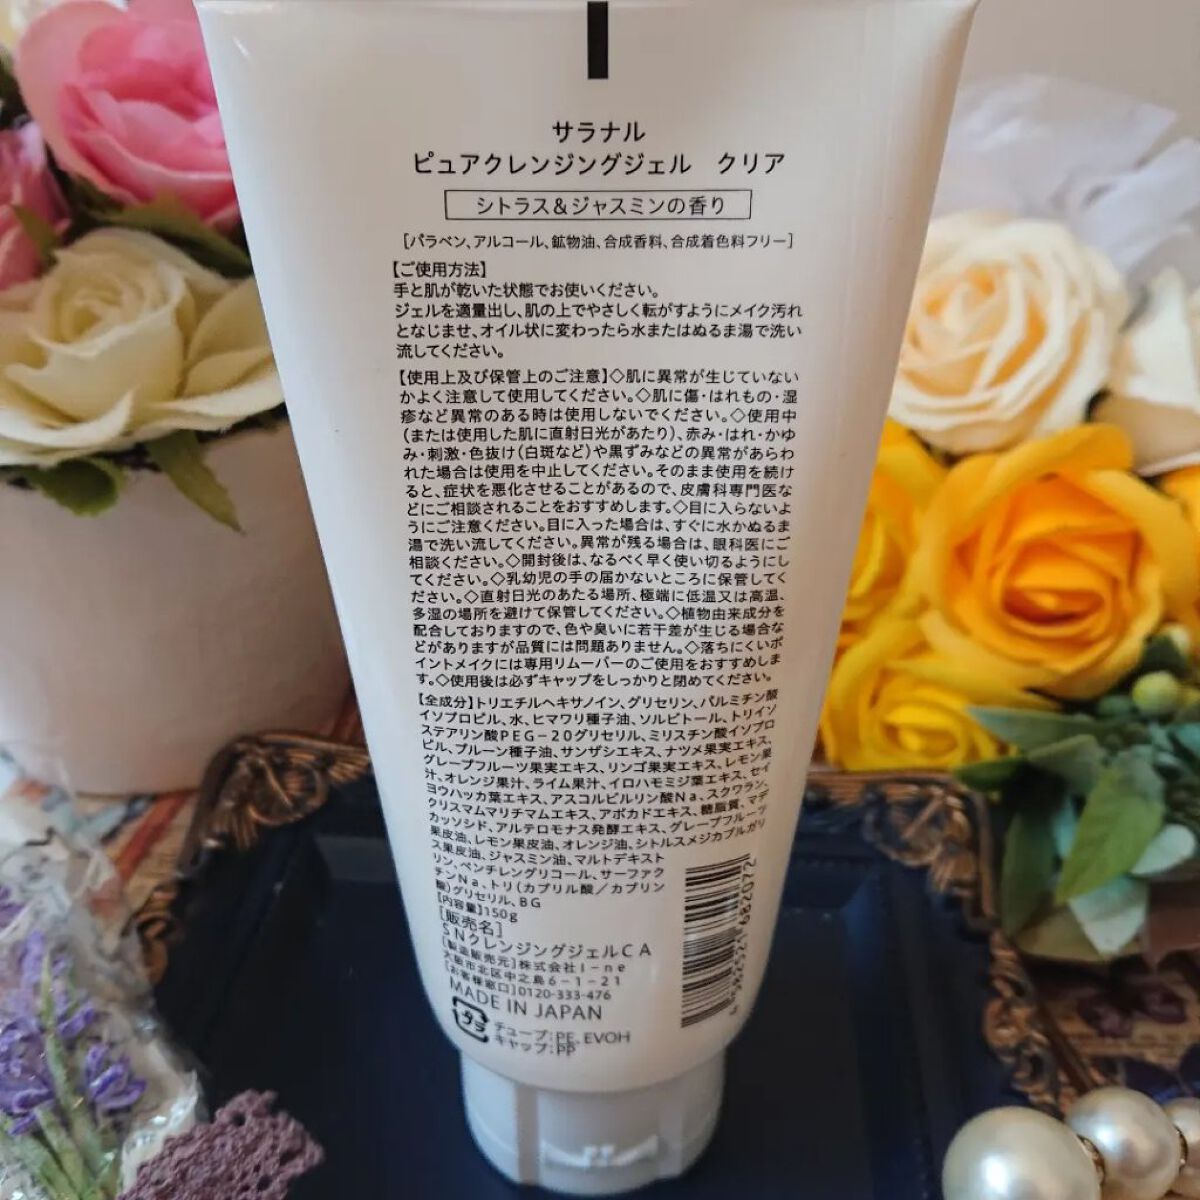 サラナル
ピュアクレンジングジェル クリア
シトラス＆ジャスミンの香り
［パラベン、アルコール、鉱物油、合成香料、合成着色料フリー］
【ご使用方法】
手と肌が乾いた状態でお使いください。
ジェルを適量出し、肌の上でやさしく転がすようにメイク汚れ
となじませ、オイル状に変わったら水またはぬるま湯で洗い
流してください。
【使用上及び保管上のご注意】◇肌に異常が生じていない
かよく注意して使用してください。◇肌に傷・はれもの・湿
疹など異常のある時は使用しないでください。◇使用中
（または使用した肌に直射日光があたり）、赤み・はれ・かゆ
み・刺激・色抜け（白斑など）や黒ずみなどの異常があらわ
れた場合は使用を中止してください。そのまま使用を続け
ると、症状を悪化させることがあるので、皮膚科専門医な
どにご相談されることをおすすめします。◇目に入らないよ
うにご注意ください。目に入った場合は、すぐに水かぬるま
湯で洗い流してください。異常が残る場合は、眼科医にご
相談ください。◇開封後は、なるべく早く使い切るようにし
てください。◇乳幼児の手の届かないところに保管してく
ださい。◇直射日光のあたる場所、極端に低温又は高温、
多湿の場所を避けて保管してください。◇植物由来成分を
配合しておりますので、色や臭いに若干差が生じる場合な
どがありますが品質には問題ありません。◇落ちにくいポ
イントメイクには専用リムーバーのご使用をおすすめしま
す。◇使用後は必ずキャップをしっかりと閉めてください。
【全成分】トリエチルヘキサノイン、グリセリン、パルミチン酸
イソプロピル、水、ヒマワリ種子油、ソルビトール、トリイソ
ステアリン酸PEG－20グリセリル、ミリスチン酸イソプロ
ピル、プルーン種子油、サンザシエキス、ナツメ果実エキス、
グレープフルーツ果実エキス、リンゴ果実エキス、レモン果
汁、オレンジ果汁、ライム果汁、イロハモミジ葉エキス、セイ
ヨウハッカ葉エキス、アスコルビルリン酸Na、スクワラン、
クリスマムマリチマムエキス、アボカドエキス、糖脂質、マデ
カッソシド、アルテロモナス発酵エキス、グレープフルーツ
果皮油、レモン果皮油、オレンジ油、シトルスメジカブルガリ
ス果皮油、ジャスミン油、マルトデキスト
リン、ペンチレングリコール、サーファク
チンNa、トリ（カプリル酸／カプリン
酸）グリセリル、BG
【内容量】150g
［販売名］
SNクレンジングジェルCA
［製造販売元］株式会社I－ne
大阪市北区中之島6－1－21
［お客様窓口］0120-333-476
MADE IN JAPAN
チューブ：PE、EVOH
キャップ：PP